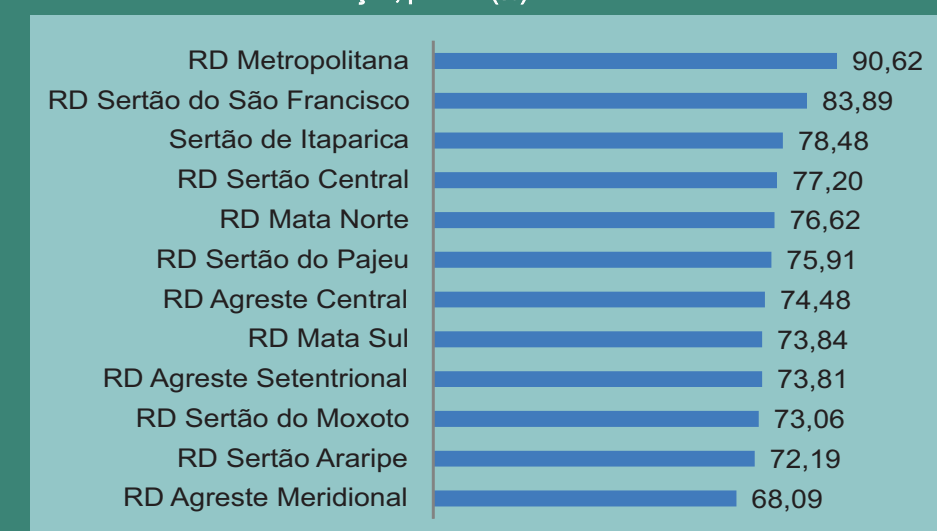 RD Metropolitana 90,62
RD Sertão do São Francisco 83,89
Sertão de Itaparica 78,48
RD Sertão Central 77,20
RD Mata Norte 76,62
RD Sertão do Pajeu 75,91
RD Agreste Central 74,48
RD Mata Sul 73,84
RD Agreste Setentrional 73,81
RD Sertão do Moxoto 73,06
RD Sertão Araripe 72,19
RD Agreste Meridional 68,09